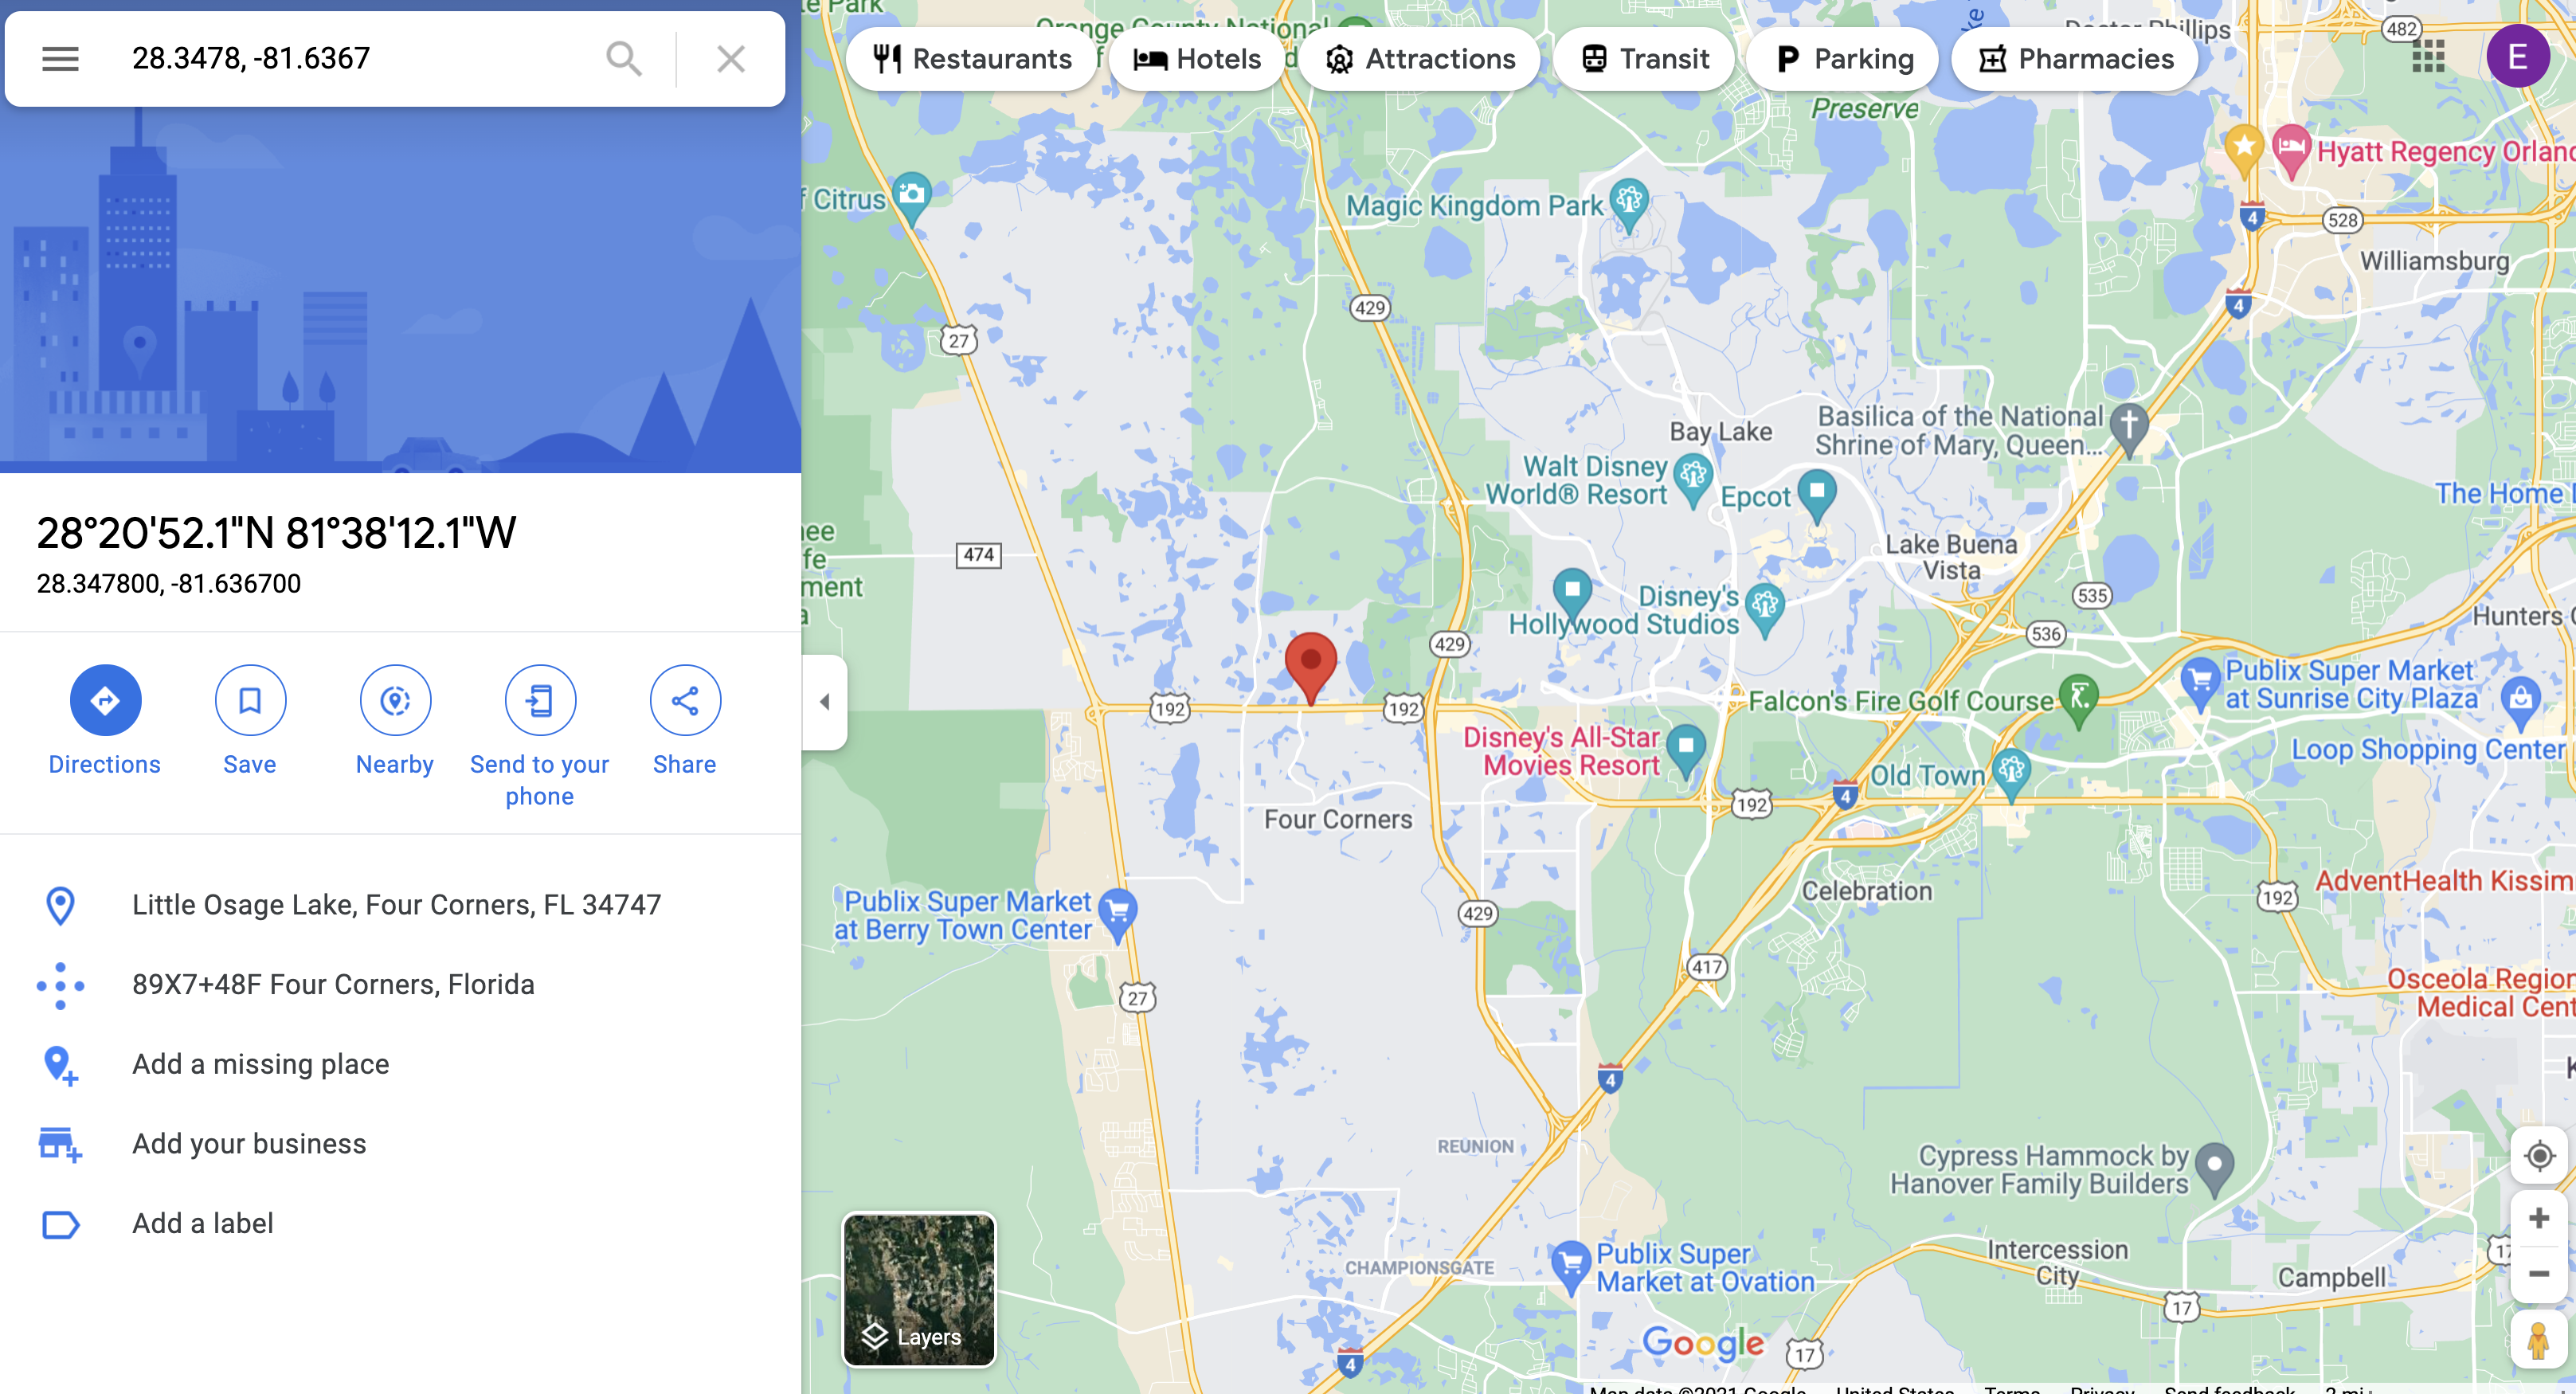 28.3478, -81.6367
28°20'52.1"N 81°38'12.1"W
28.347800, -81.636700
Directions
Save
Nearby
Send to your
phone
Share
Little Osage Lake, Four Corners, FL 34747
89X7+48F Four Corners, Florida
Add a missing place
Add your business
Add a label
Restaurants
Hotels
Attractions
Transit
Parking
Pharmacies
E
Orange County National
482
Preserve
Hyatt Regency
Citrus
Magic Kingdom Park
4
528
Williamsburg
4
429
27
Bay Lake
Basilica of the National
Shrine of Mary, Queen...
Walt Disney
World® Resort
Epcot
The Home
474
Lake Buena
Vista
Disney's
Hollywood Studios
535
Hunters
536
429
Publix Super Market
at Sunrise City Plaza
Falcon's Fire Golf Course
192
192
Disney's All-Star
Movies Resort
Loop Shopping Center
Old Town
192
4
Four Corners
AdventHealth
Celebration
192
Publix Super Market
at Berry Town Center
429
417
27
Osceola
Medical
4
REUNION
Cypress Hammock by
Hanover Family Builders
Publix Super
Market at Ovation
CHAMPIONSGATE
Intercession
City
Campbell
17
17
Layers
Google
17
4
Map data ©2021 Google United States Terms Privacy Send feedback 2 mi